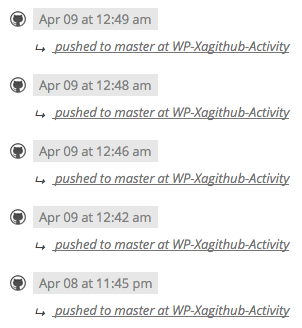 Apr 09 at 12:49 am
↳ pushed to master at WP-Xagithub-Activity
Apr 09 at 12:48 am
↳ pushed to master at WP-Xagithub-Activity
Apr 09 at 12:46 am
↳ pushed to master at WP-Xagithub-Activity
Apr 09 at 12:42 am
↳ pushed to master at WP-Xagithub-Activity
Apr 08 at 11:45 pm
↳ pushed to master at WP-Xagithub-Activity